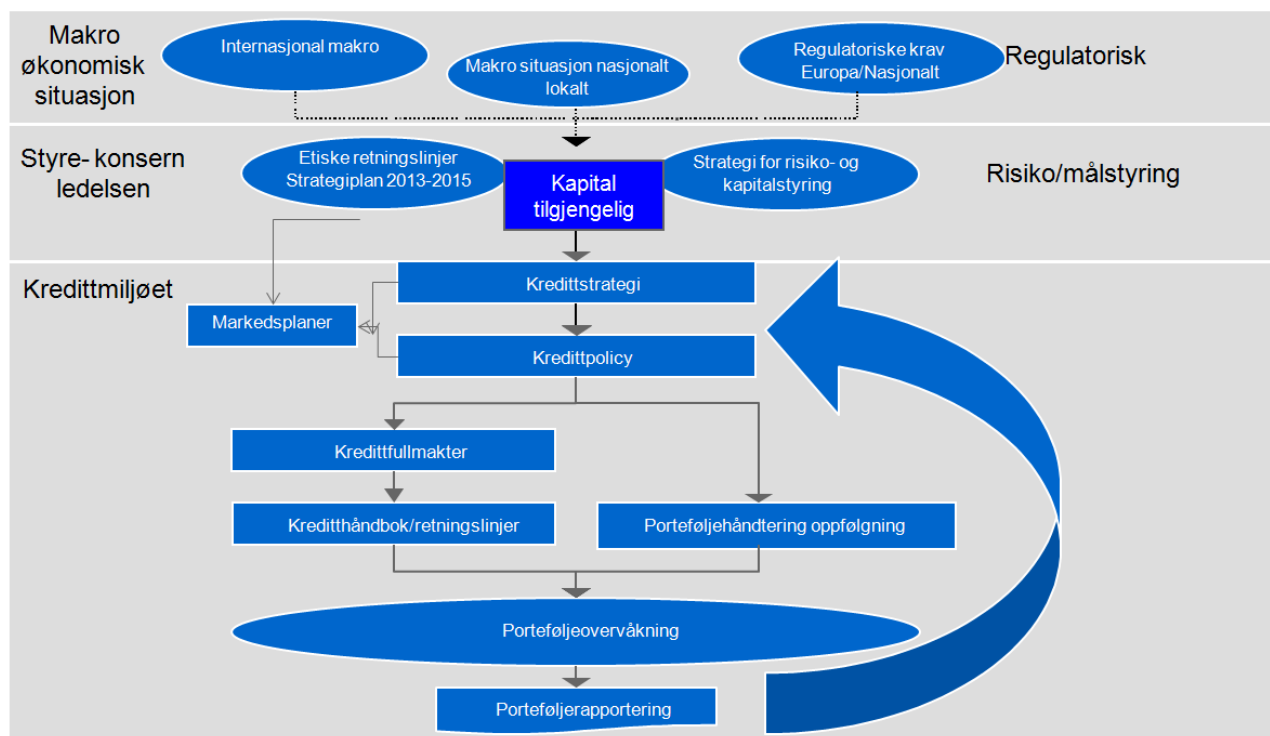 Makro
økonomisk
situasjon
Internasjonal makro
Makro situasjon nasjonalt
lokalt
Regulatoriske krav
Europa/Nasjonalt
Regulatorisk
Styre- konsern
ledelsen
Etiske retningslinjer
Strategiplan 2013-2015
Kapital
tilgjengelig
Strategi for risiko- og
kapitalstyring
Risiko/målstyring
Kredittmiljøet
Kredittstrategi
Markedsplaner
Kredittpolicy
Kredittfullmakter
Kreditthåndbok/retningslinjer
Porteføljehåndtering oppfølgning
Porteføljeovervåkning
Porteføljerapportering